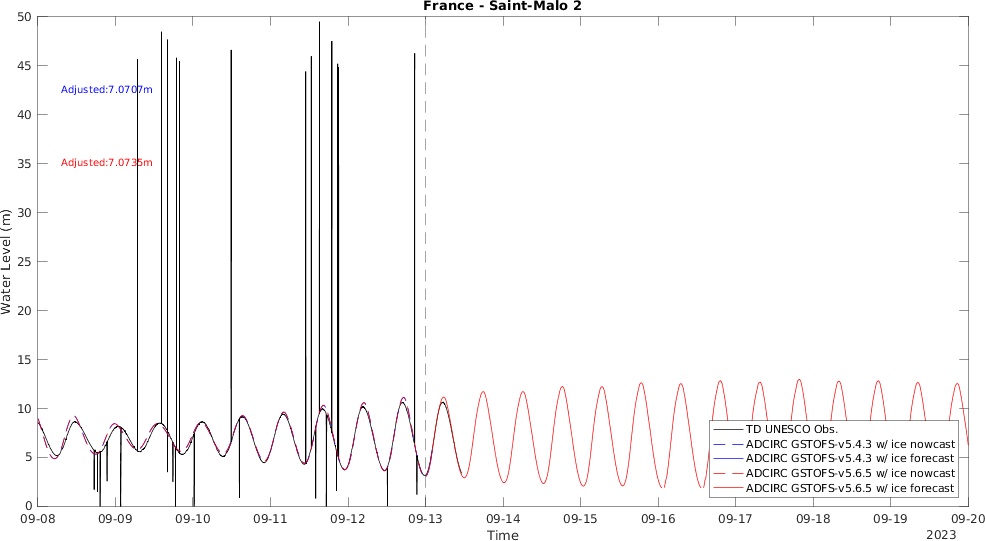 France - Saint-Malo 2
50
45
40
35
30
25
20
15
10
5
0
Water Level (m)
Adjusted:7.0707m
Adjusted:7.0735m
TD UNESCO Obs.
ADCIRC GSTOFS-v5.4.3 w/ ice nowcast
ADCIRC GSTOFS-v5.4.3 w/ ice forecast
ADCIRC GSTOFS-v5.6.5 w/ ice nowcast
ADCIRC GSTOFS-v5.6.5 w/ ice forecast
09-08 09-09 09-10 09-11 09-12 09-13 09-14 09-15 09-16 09-17 09-18 09-19 09-20
Time
2023